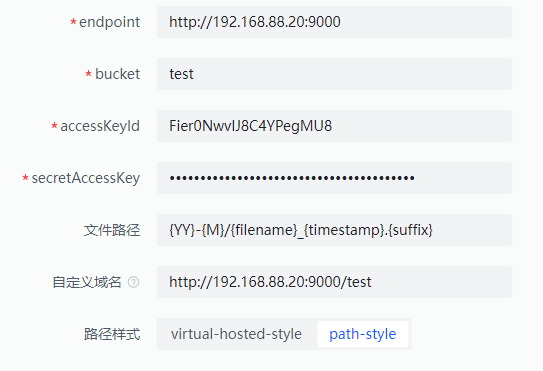 *endpoint http://192.168.88.20:9000
*bucket test
*accessKeyId Fier0NwvIJ8C4YPegMU8
*secretAccessKey ••••••••••••••••••••••••••••••••••••••••
文件路径 {YY}-{M}/{filename}_{timestamp}.{suffix}
自定义域名 ? http://192.168.88.20:9000/test
路径样式 virtual-hosted-style path-style